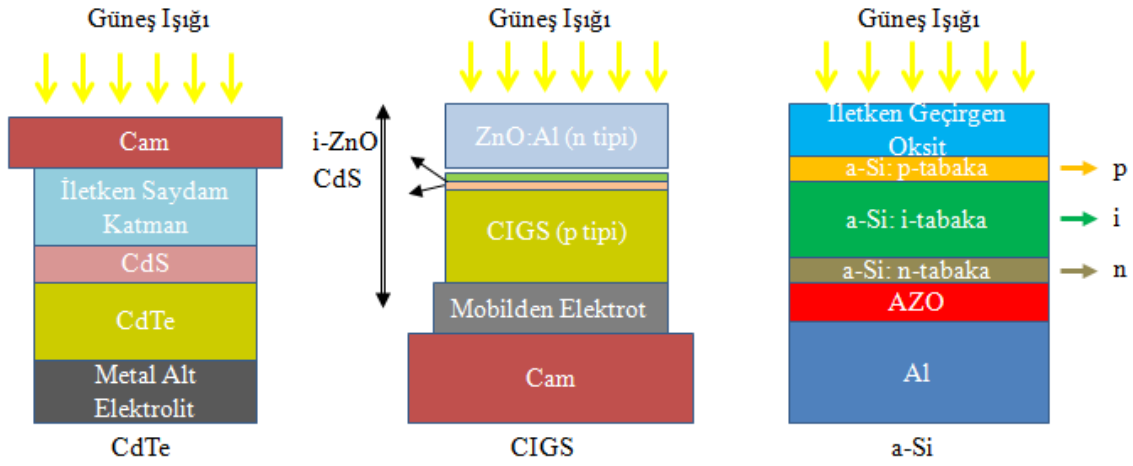 Güneş Işığı
Cam
İletken Saydam
Katman
CdS
CdTe
Metal Alt
Elektrolit
CdTe
Güneş Işığı
i-ZnO
CdS
ZnO:Al (n tipi)
CIGS (p tipi)
Mobilden Elektrot
Cam
CIGS
Güneş Işığı
İletken Geçirgen
Oksit
a-Si: p-tabaka
p
a-Si: i-tabaka
i
a-Si: n-tabaka
n
AZO
Al
a-Si